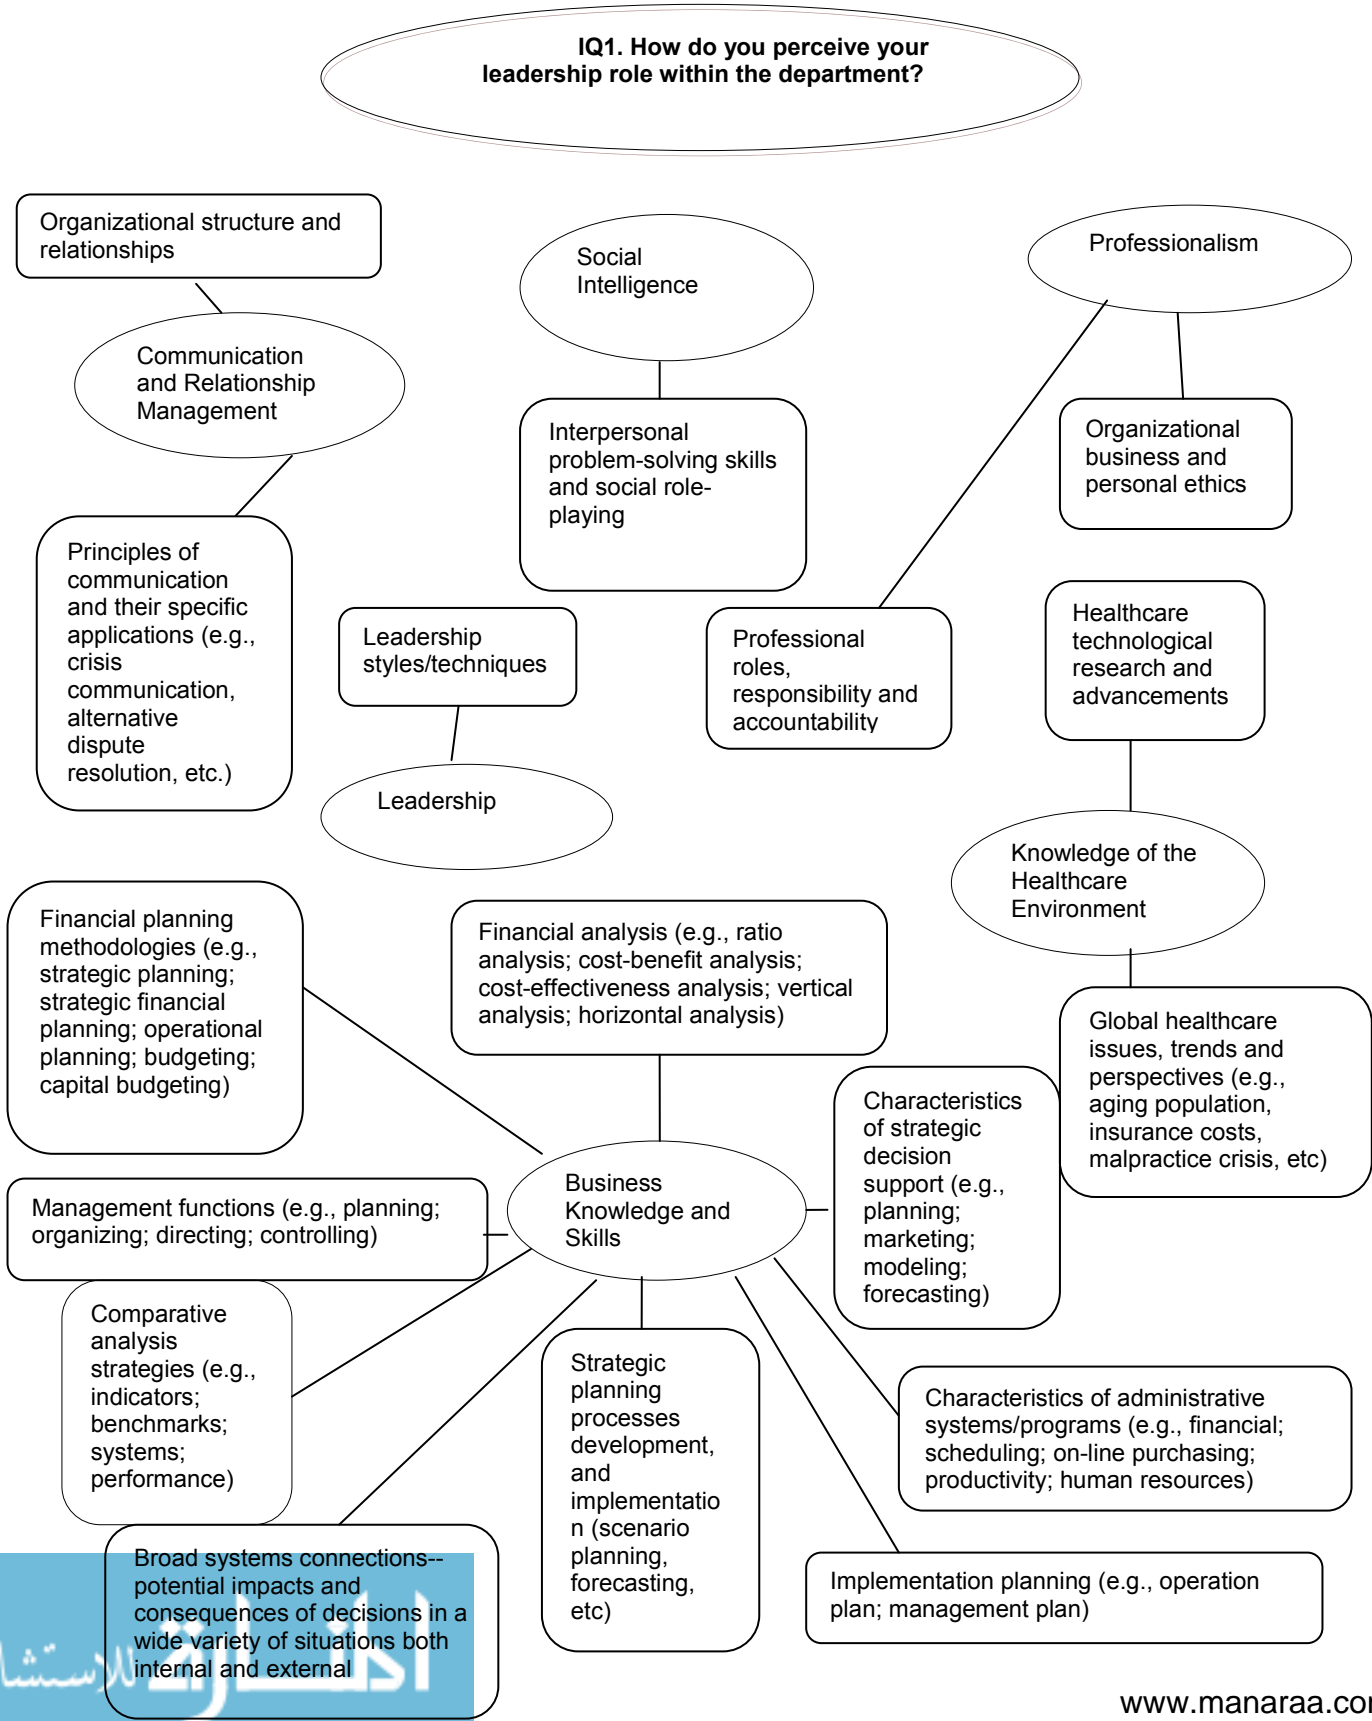 IQ1. How do you perceive your
leadership role within the department?
Organizational structure and
relationships
Social
Intelligence
Professionalism
Communication
and Relationship
Management
Interpersonal
problem-solving skills
and social role-
playing
Organizational
business and
personal ethics
Principles of
communication
and their specific
applications (e.g.,
crisis
communication,
alternative
dispute
resolution, etc.)
Leadership
styles/techniques
Professional
roles,
responsibility and
accountability
Healthcare
technological
research and
advancements
Leadership
Knowledge of the
Healthcare
Environment
Financial planning
methodologies (e.g.,
strategic planning;
strategic financial
planning; operational
planning; budgeting;
capital budgeting)
Financial analysis (e.g., ratio
analysis; cost-benefit analysis;
cost-effectiveness analysis; vertical
analysis; horizontal analysis)
Global healthcare
issues, trends and
perspectives (e.g.,
aging population,
insurance costs,
malpractice crisis, etc)
Characteristics
of strategic
decision
support (e.g.,
planning;
marketing;
modeling;
forecasting)
Business
Knowledge and
Skills
Management functions (e.g., planning;
organizing; directing; controlling)
Comparative
analysis
strategies (e.g.,
indicators;
benchmarks;
systems;
performance)
Strategic
planning
processes
development,
and
implementatio
n (scenario
planning,
forecasting,
etc)
Characteristics of administrative
systems/programs (e.g., financial;
scheduling; on-line purchasing;
productivity; human resources)
Broad systems connections--
potential impacts and
consequences of decisions in a
wide variety of situations both
internal and external
Implementation planning (e.g., operation
plan; management plan)
المنارة
www.manaraa.co